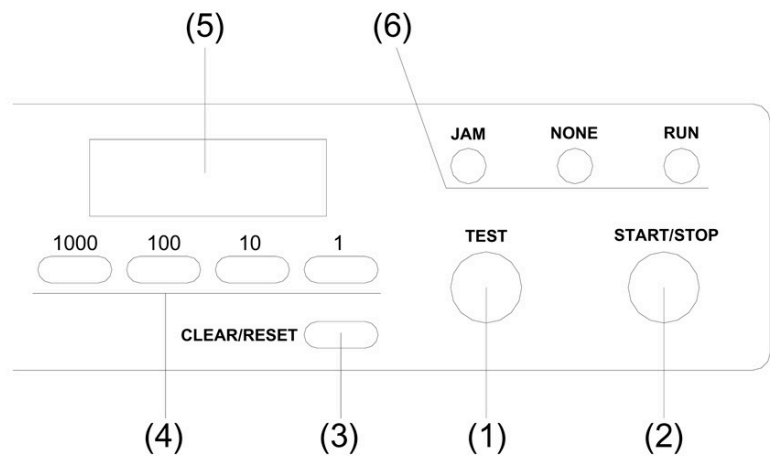 (5) (6)
JAM NONE RUN
1000 100 10 1
TEST START/STOP
CLEAR/RESET
(4) (3) (1) (2)